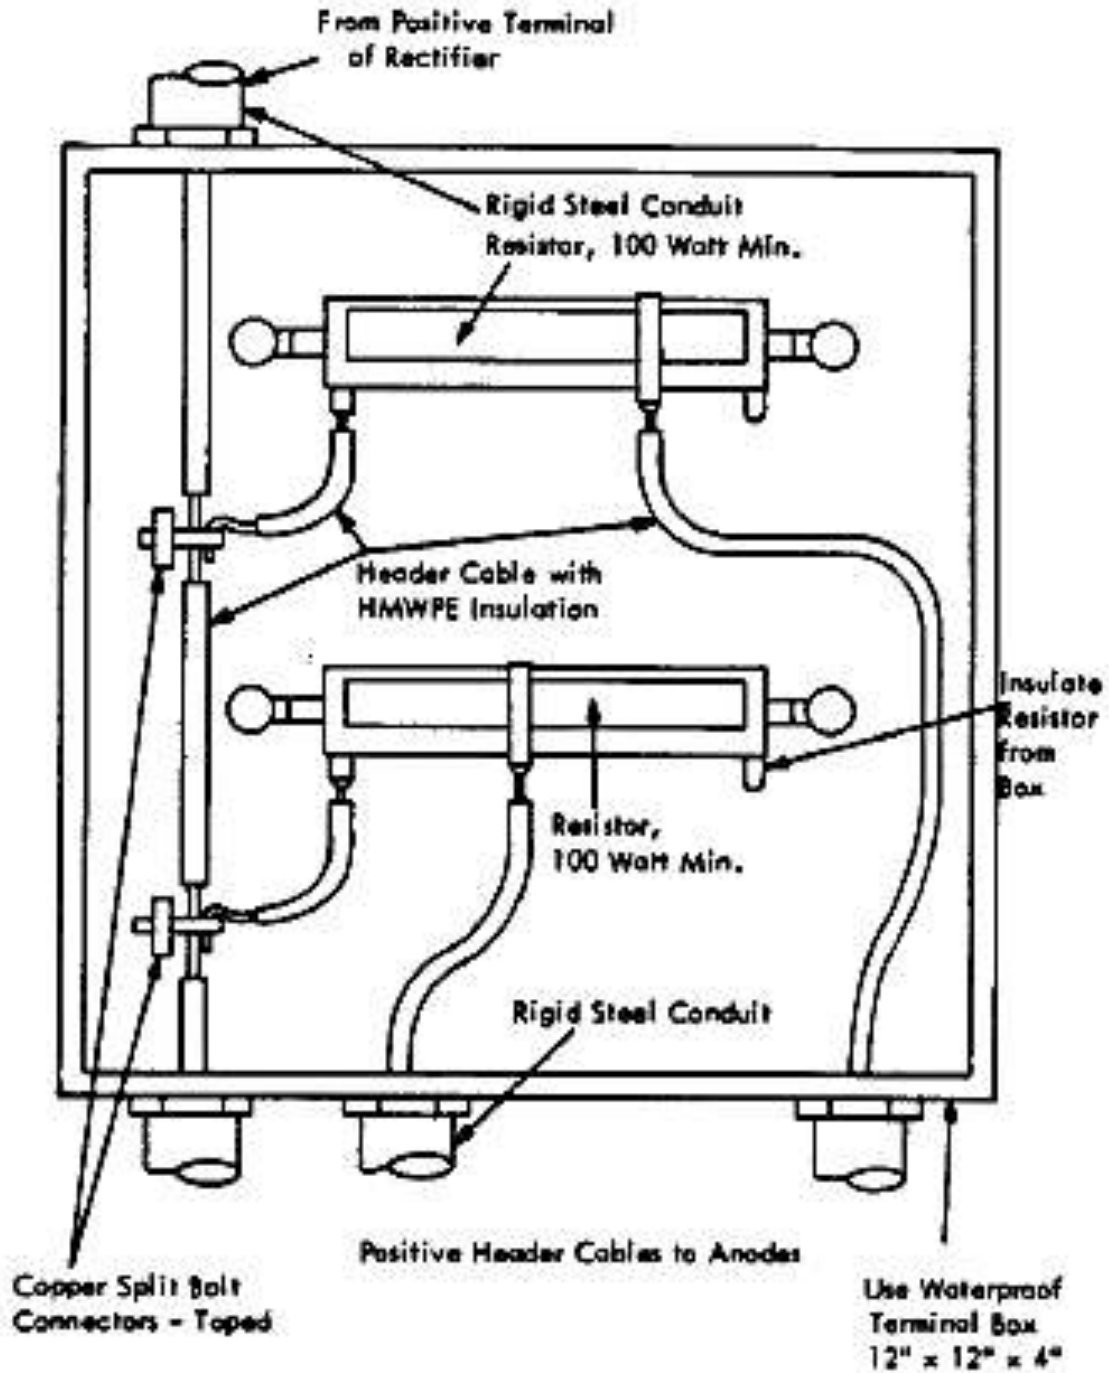 From Positive Terminal
of Rectifier
Rigid Steel Conduit
Resistor, 100 Watt Min.
Header Cable with
HMWPE Insulation
Insulate
Resistor
from
Box
Resistor,
100 Watt Min.
Rigid Steel Conduit
Positive Header Cables to Anodes
Copper Split Bolt
Connectors - Taped
Use Waterproof
Terminal Box
12" x 12" x 4"